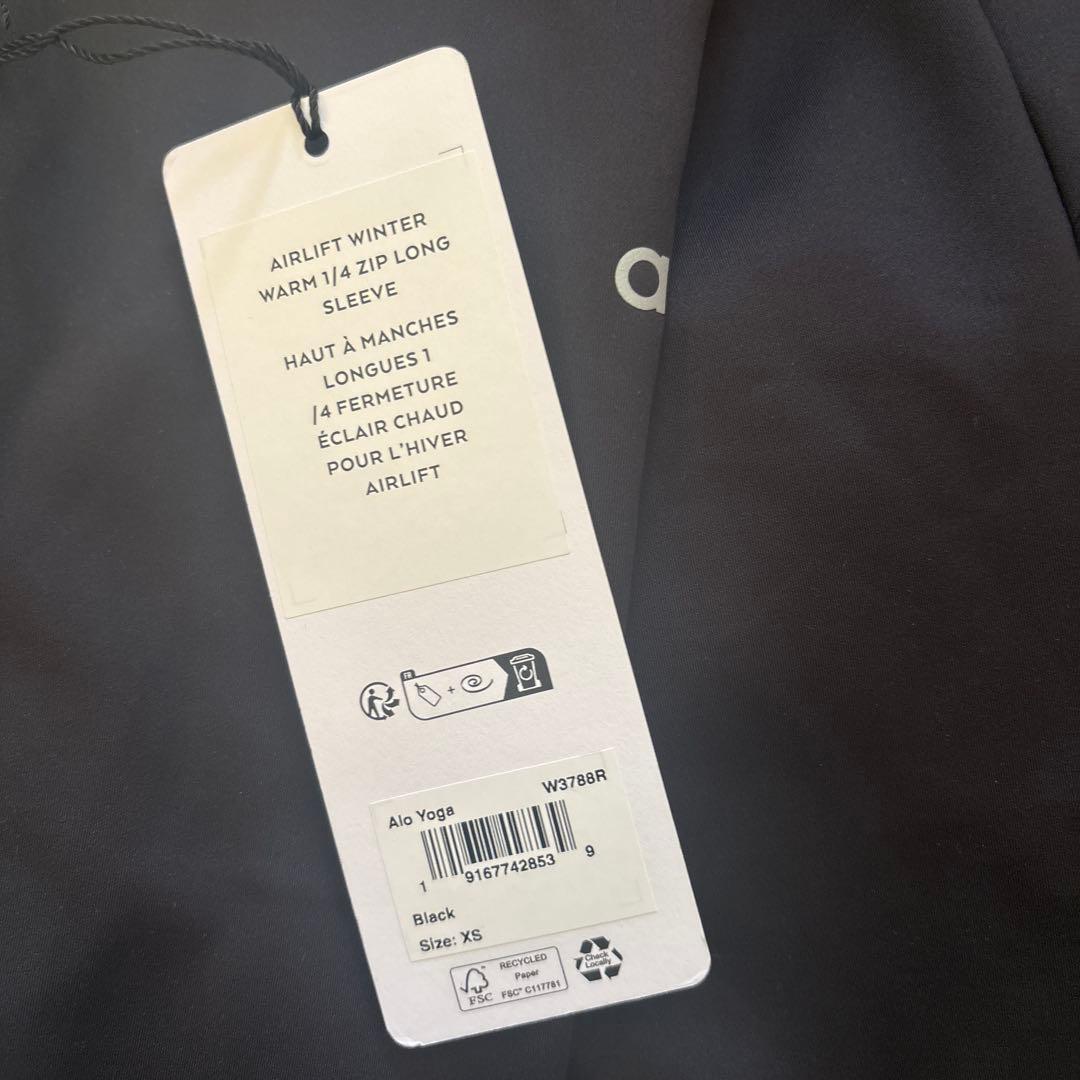 AIRLIFT WINTER
WARM 1/4 ZIP LONG
SLEEVE
HAUT À MANCHES
LONGUES 1
/4 FERMETURE
ÉCLAIR CHAUD
POUR L'HIVER
AIRLIFT
a
FR
+
Alo Yoga
W3788R
1 9167742853 9
Black
Size: XS
FSC
RECYCLED
Paper
FSC® C117781
Check
Locally